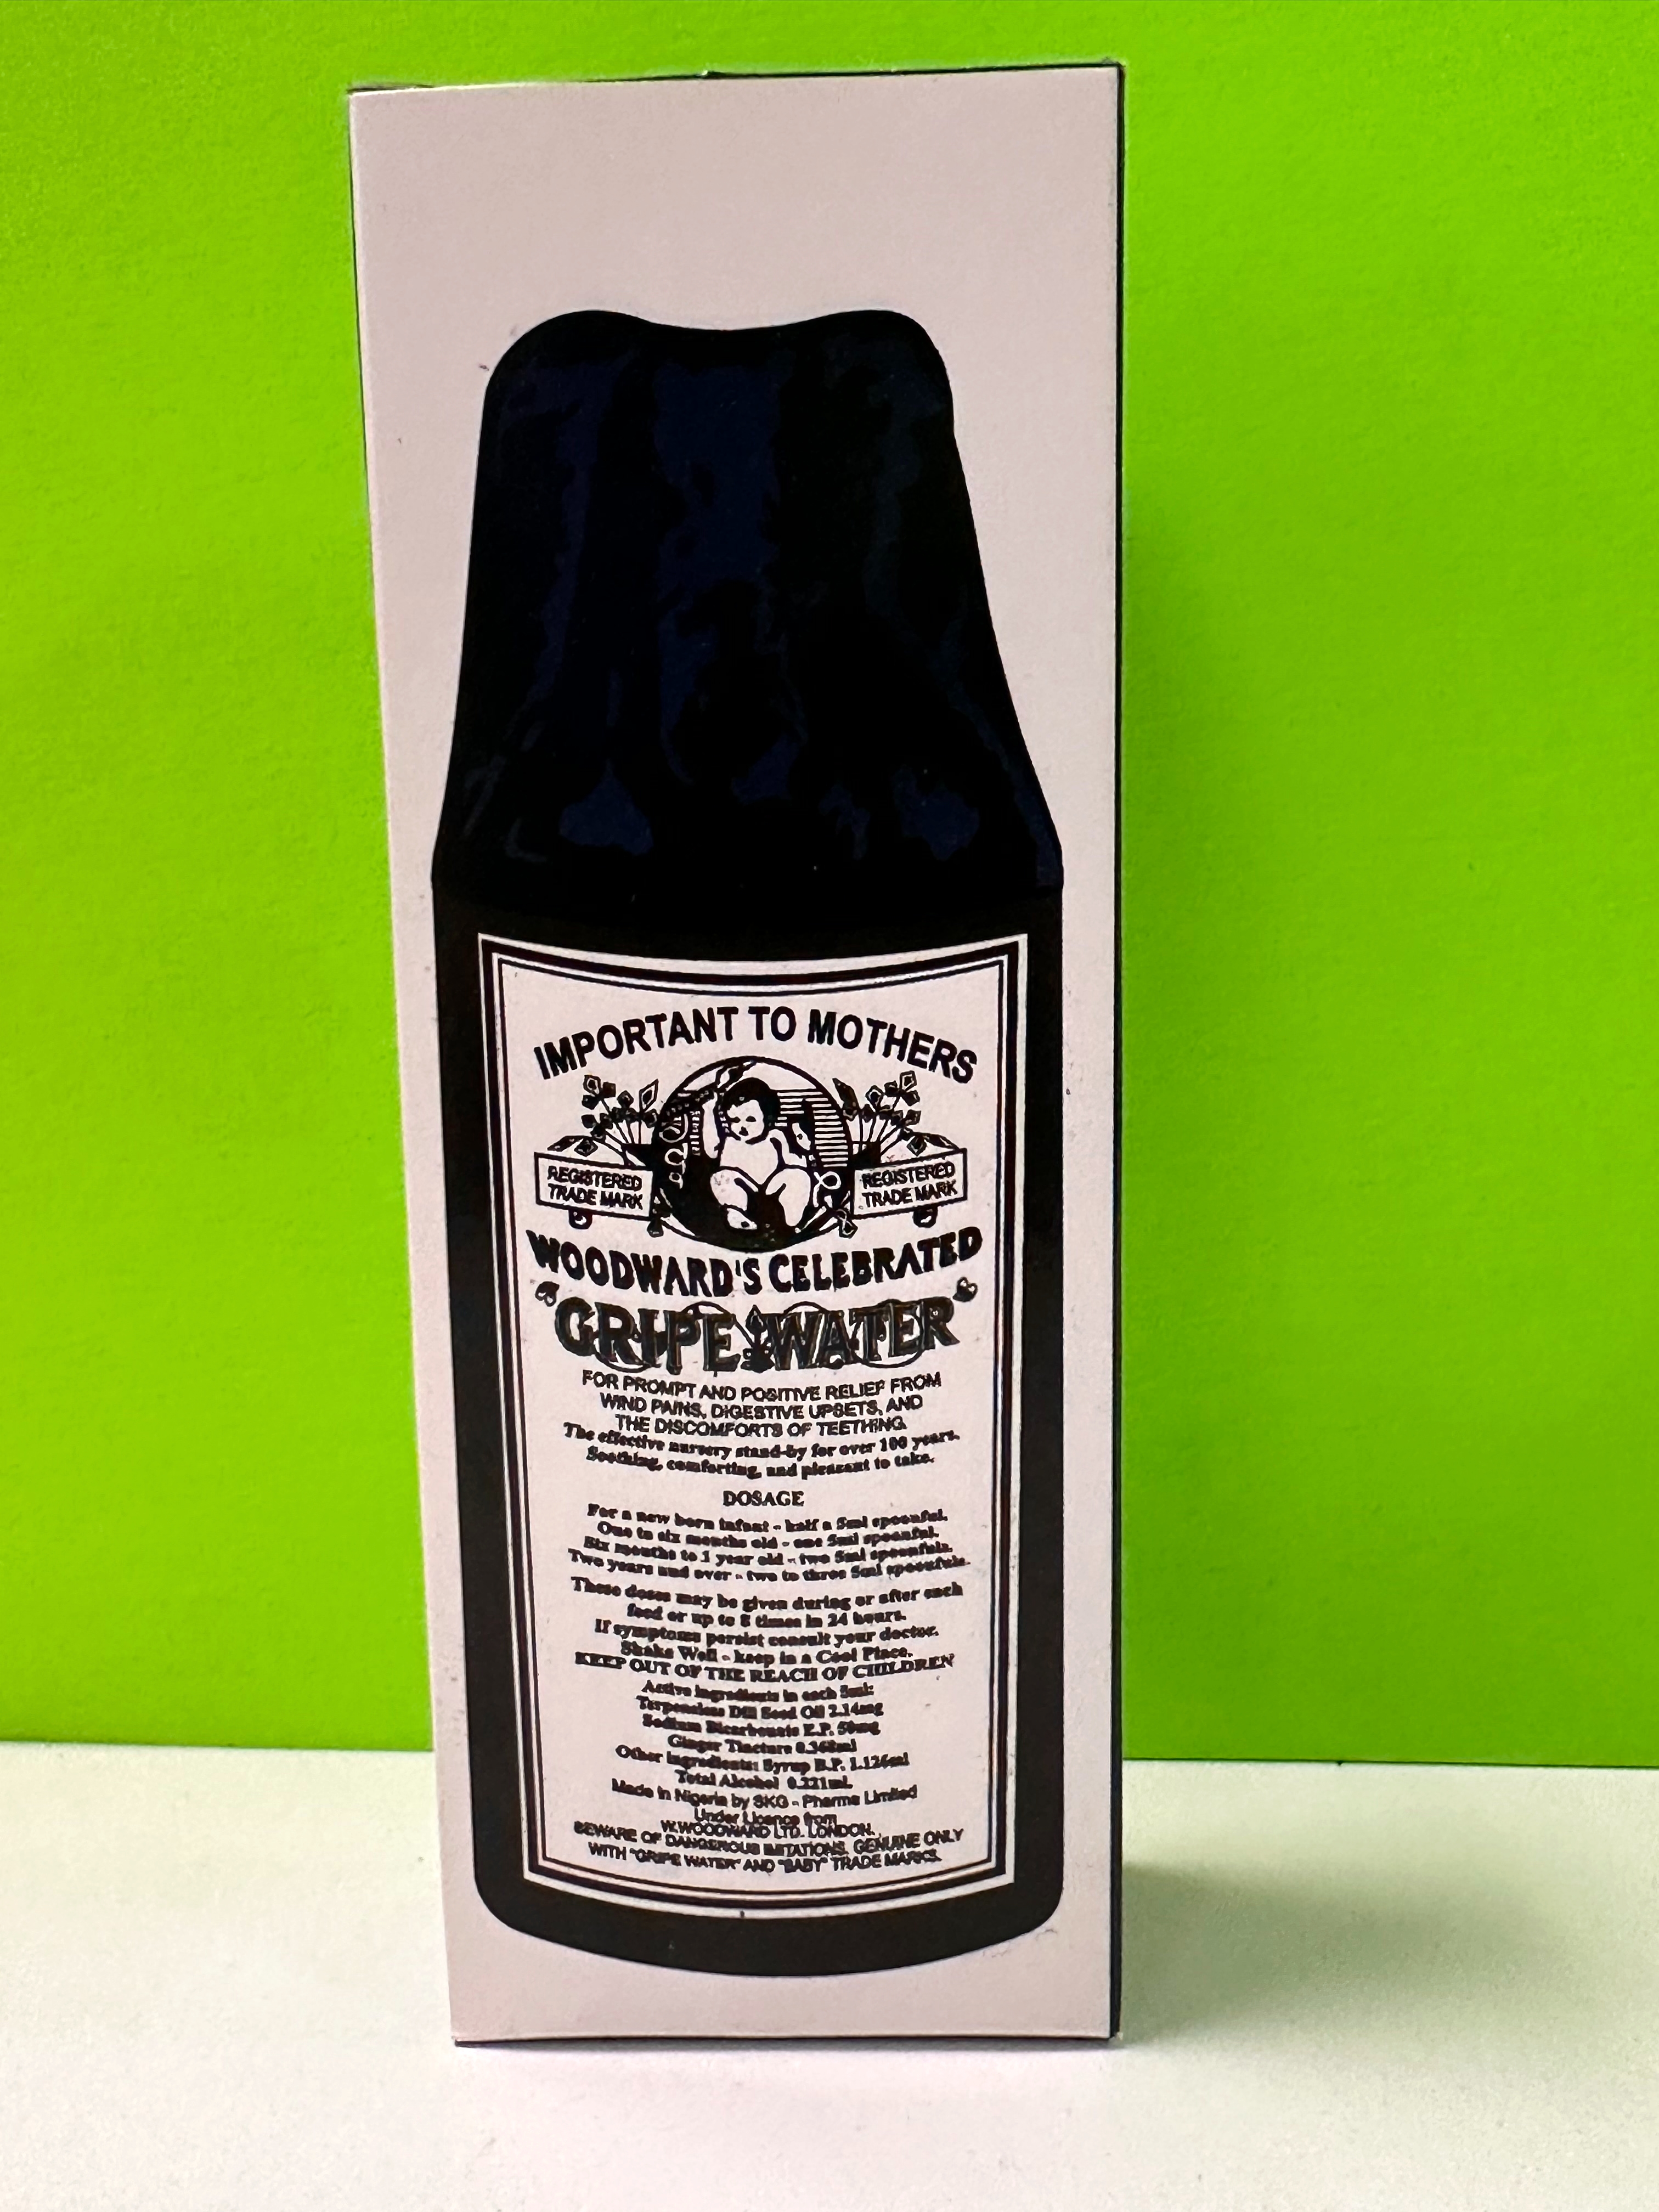 IMPORTANT TO MOTHERS
REGISTERED
TRADE MARK
REGISTERED
TRADE MARK
WOODWARD'S CELEBRATED
"GRIPE WATER"
FOR PROMPT AND POSITIVE RELIEF FROM
WIND PAINS, DIGESTIVE UPSETS, AND
THE DISCOMFORTS OF TEETHING.
The effective nursery stand-by for over 100 years.
Soothing, comforting, and pleasant to take.
DOSAGE
For a new born infant - half a 5ml spoonful.
One to six months old - one 5ml spoonful.
Six months to 1 year old - two 5ml spoonfuls.
Two years and over - two to three 5ml spoonfuls.
These doses may be given during or after each
feed or up to 8 times in 24 hours.
If symptoms persist consult your doctor.
Shake Well - keep in a Cool Place.
KEEP OUT OF THE REACH OF CHILDREN
Active ingredients in each 5ml:
Terpeneless Dill Seed Oil 2.14mg
Sodium Bicarbonate E.P. 50mg
Ginger Tincture
Other Ingredients: Syrup B.P.
Total Alcohol 0.221ml.
Made in Nigeria by SKG - Pharma Limited
Under Licence from
W.WOODWARD LTD. LONDON.
BEWARE OF DANGEROUS IMITATIONS. GENUINE ONLY
WITH "GRIPE WATER" AND "BABY" TRADE MARKS.